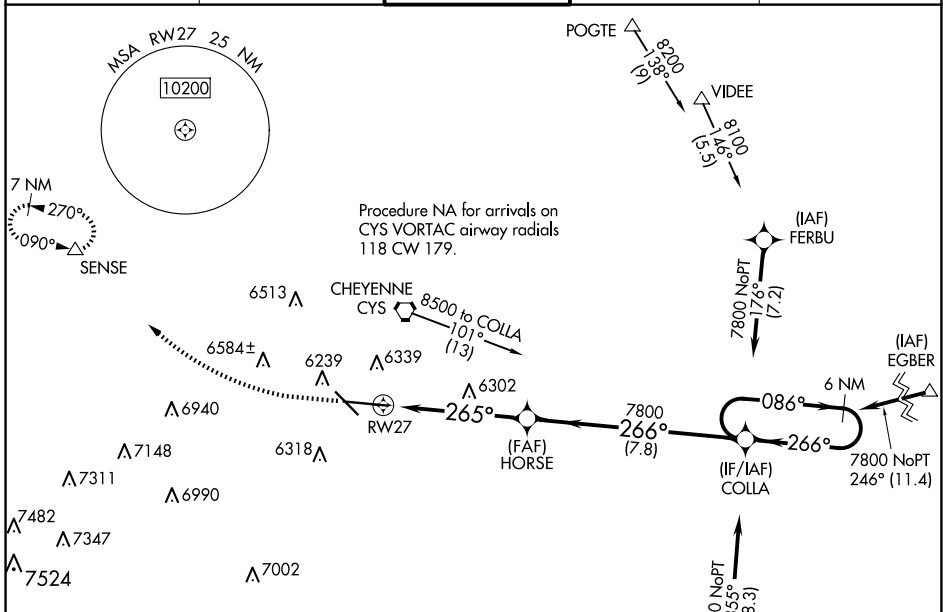 MSA RW27 25 NM
10200
POGTE
8200
138°
(9)
VIDEE
8100
146°
(5.5)
7 NM
270°
090°
SENSE
Procedure NA for arrivals on
CYS VORTAC airway radials
118 CW 179.
(IAF)
FERBU
7800 NoPT
176°
(7.2)
6513
CHEYENNE
CYS
8500 to COLLA
101°
(13)
6584±
6239
6339
(IAF)
EGBER
6 NM
6302
6940
RW27
265°
7800
266°
(7.8)
086°
266°
(FAF)
HORSE
(IF/IAF)
COLLA
7800 NoPT
246° (11.4)
7148
6318
7311
6990
7482
7347
7524
7002
NoPT